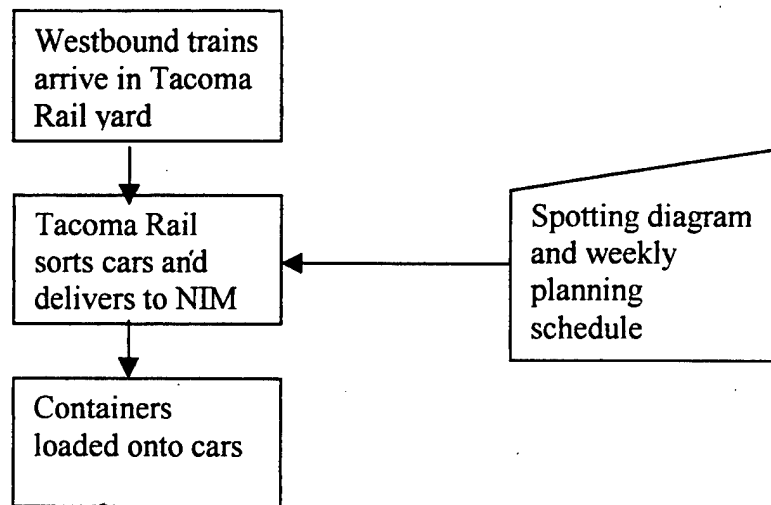 Westbound trains
arrive in Tacoma
Rail yard
Tacoma Rail
sorts cars and
delivers to NIM
Spotting diagram
and weekly
planning
schedule
Containers
loaded onto cars